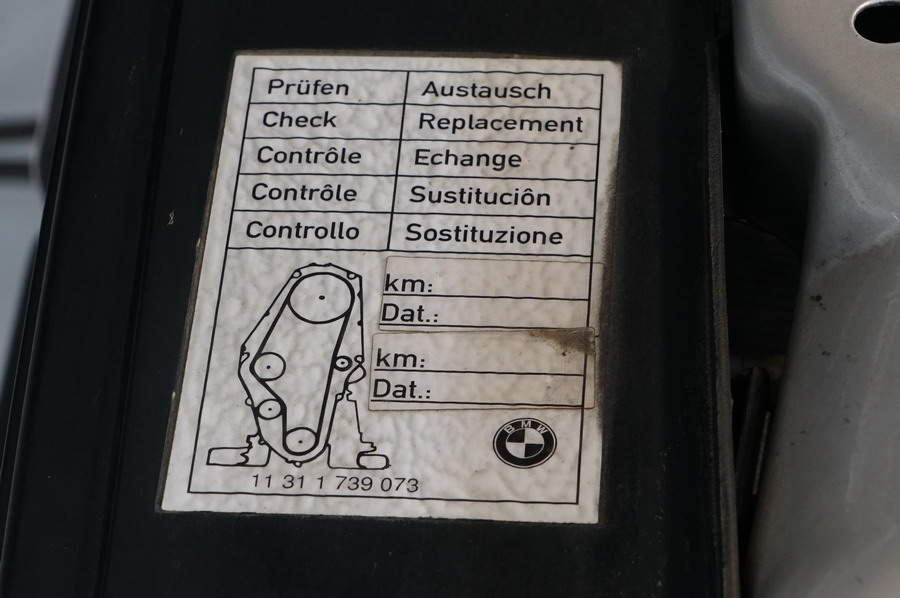 Prüfen Austausch
Check Replacement
Contrôle Echange
Contrôle Sustituciôn
Controllo Sostituzione
km:
Dat.:
km:
Dat.:
BMW
11 31 1 739 073